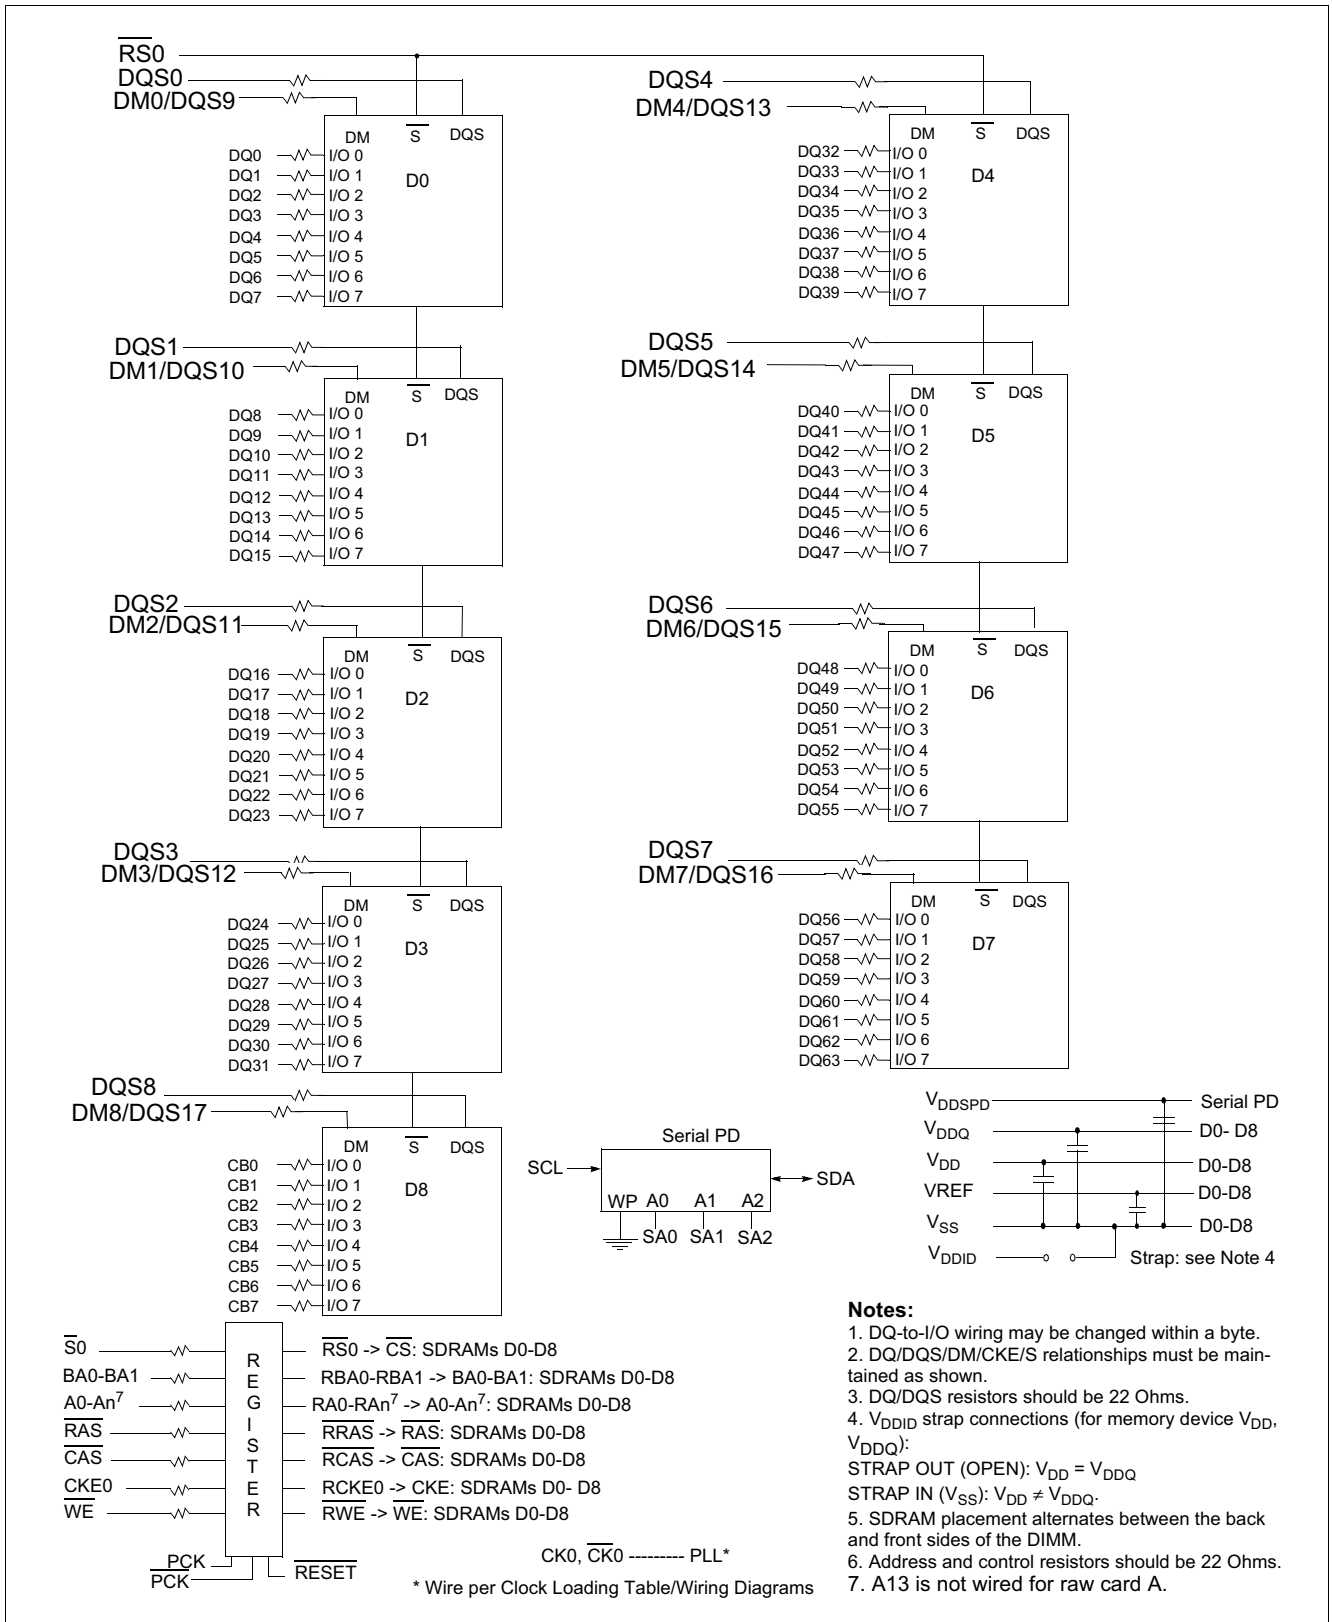 R̅S̅0
DQS0
DM0/DQS9
DM S̅ DQS
D0
DQ0 I/O 0
DQ1 I/O 1
DQ2 I/O 2
DQ3 I/O 3
DQ4 I/O 4
DQ5 I/O 5
DQ6 I/O 6
DQ7 I/O 7
DQS1
DM1/DQS10
DM S̅ DQS
D1
DQ8 I/O 0
DQ9 I/O 1
DQ10 I/O 2
DQ11 I/O 3
DQ12 I/O 4
DQ13 I/O 5
DQ14 I/O 6
DQ15 I/O 7
DQS2
DM2/DQS11
DM S̅ DQS
D2
DQ16 I/O 0
DQ17 I/O 1
DQ18 I/O 2
DQ19 I/O 3
DQ20 I/O 4
DQ21 I/O 5
DQ22 I/O 6
DQ23 I/O 7
DQS3
DM3/DQS12
DM S̅ DQS
D3
DQ24 I/O 0
DQ25 I/O 1
DQ26 I/O 2
DQ27 I/O 3
DQ28 I/O 4
DQ29 I/O 5
DQ30 I/O 6
DQ31 I/O 7
DQS8
DM8/DQS17
DM S̅ DQS
D8
CB0 I/O 0
CB1 I/O 1
CB2 I/O 2
CB3 I/O 3
CB4 I/O 4
CB5 I/O 5
CB6 I/O 6
CB7 I/O 7
DQS4
DM4/DQS13
DM S̅ DQS
D4
DQ32 I/O 0
DQ33 I/O 1
DQ34 I/O 2
DQ35 I/O 3
DQ36 I/O 4
DQ37 I/O 5
DQ38 I/O 6
DQ39 I/O 7
DQS5
DM5/DQS14
DM S̅ DQS
D5
DQ40 I/O 0
DQ41 I/O 1
DQ42 I/O 2
DQ43 I/O 3
DQ44 I/O 4
DQ45 I/O 5
DQ46 I/O 6
DQ47 I/O 7
DQS6
DM6/DQS15
DM S̅ DQS
D6
DQ48 I/O 0
DQ49 I/O 1
DQ50 I/O 2
DQ51 I/O 3
DQ52 I/O 4
DQ53 I/O 5
DQ54 I/O 6
DQ55 I/O 7
DQS7
DM7/DQS16
DM S̅ DQS
D7
DQ56 I/O 0
DQ57 I/O 1
DQ58 I/O 2
DQ59 I/O 3
DQ60 I/O 4
DQ61 I/O 5
DQ62 I/O 6
DQ63 I/O 7
Serial PD
SCL SDA
WP A0 A1 A2
SA0 SA1 SA2
VDDSPD Serial PD
VDDQ D0- D8
VDD D0-D8
VREF D0-D8
VSS D0-D8
VDDID Strap: see Note 4
S̅0 R̅S̅0 -> C̅S̅: SDRAMs D0-D8
BA0-BA1 RBA0-RBA1 -> BA0-BA1: SDRAMs D0-D8
A0-An⁷ RA0-RAn⁷ -> A0-An⁷: SDRAMs D0-D8
R̅A̅S̅ R̅R̅A̅S̅ -> R̅A̅S̅: SDRAMs D0-D8
C̅A̅S̅ R̅C̅A̅S̅ -> C̅A̅S̅: SDRAMs D0-D8
CKE0 RCKE0 -> CKE: SDRAMs D0- D8
W̅E̅ R̅W̅E̅ -> W̅E̅: SDRAMs D0-D8
REGISTER
PCK
P̅C̅K̅
R̅E̅S̅E̅T̅
CK0, C̅K̅0 --------- PLL*
* Wire per Clock Loading Table/Wiring Diagrams
Notes:
1. DQ-to-I/O wiring may be changed within a byte.
2. DQ/DQS/DM/CKE/S relationships must be main-
tained as shown.
3. DQ/DQS resistors should be 22 Ohms.
4. VDDID strap connections (for memory device VDD,
VDDQ):
STRAP OUT (OPEN): VDD = VDDQ
STRAP IN (VSS): VDD ≠ VDDQ.
5. SDRAM placement alternates between the back
and front sides of the DIMM.
6. Address and control resistors should be 22 Ohms.
7. A13 is not wired for raw card A.